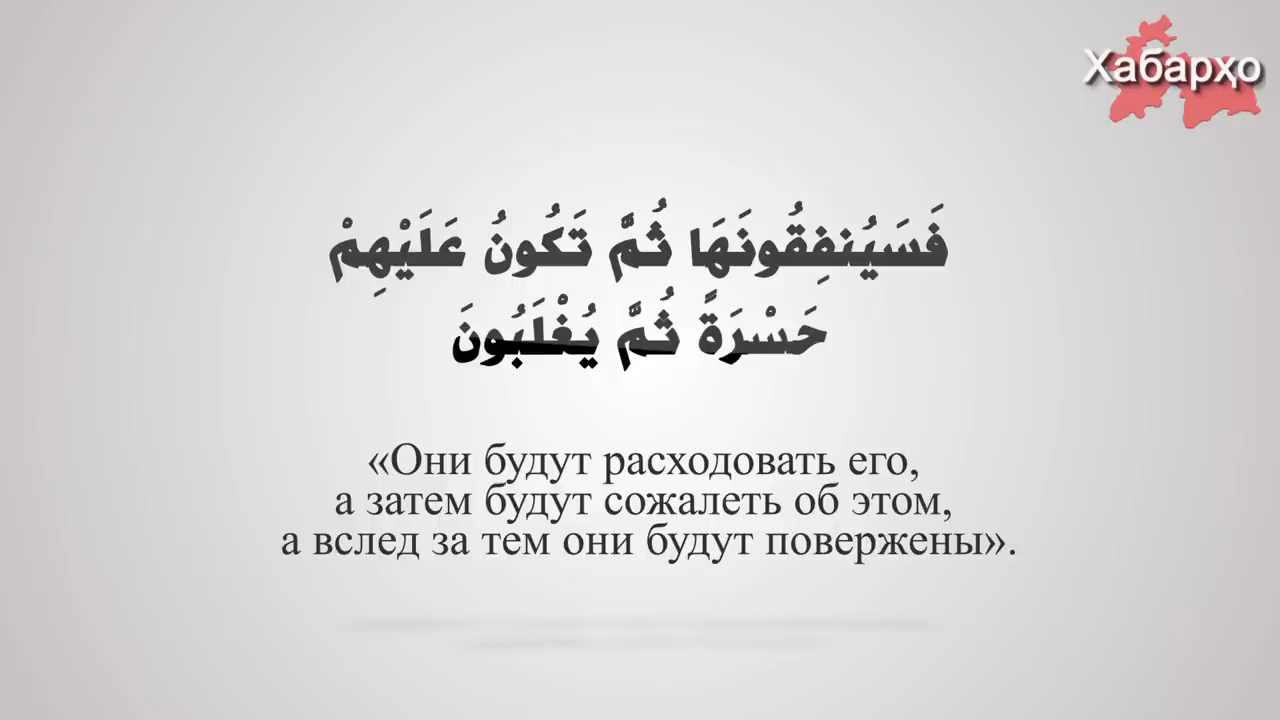 Хабарҳо
فَسَيُنفِقُونَهَا ثُمَّ تَكُونُ عَلَيْهِمْ
حَسْرَةً ثُمَّ يُغْلَبُونَ
«Они будут расходовать его,
а затем будут сожалеть об этом,
а вслед за тем они будут повержены».